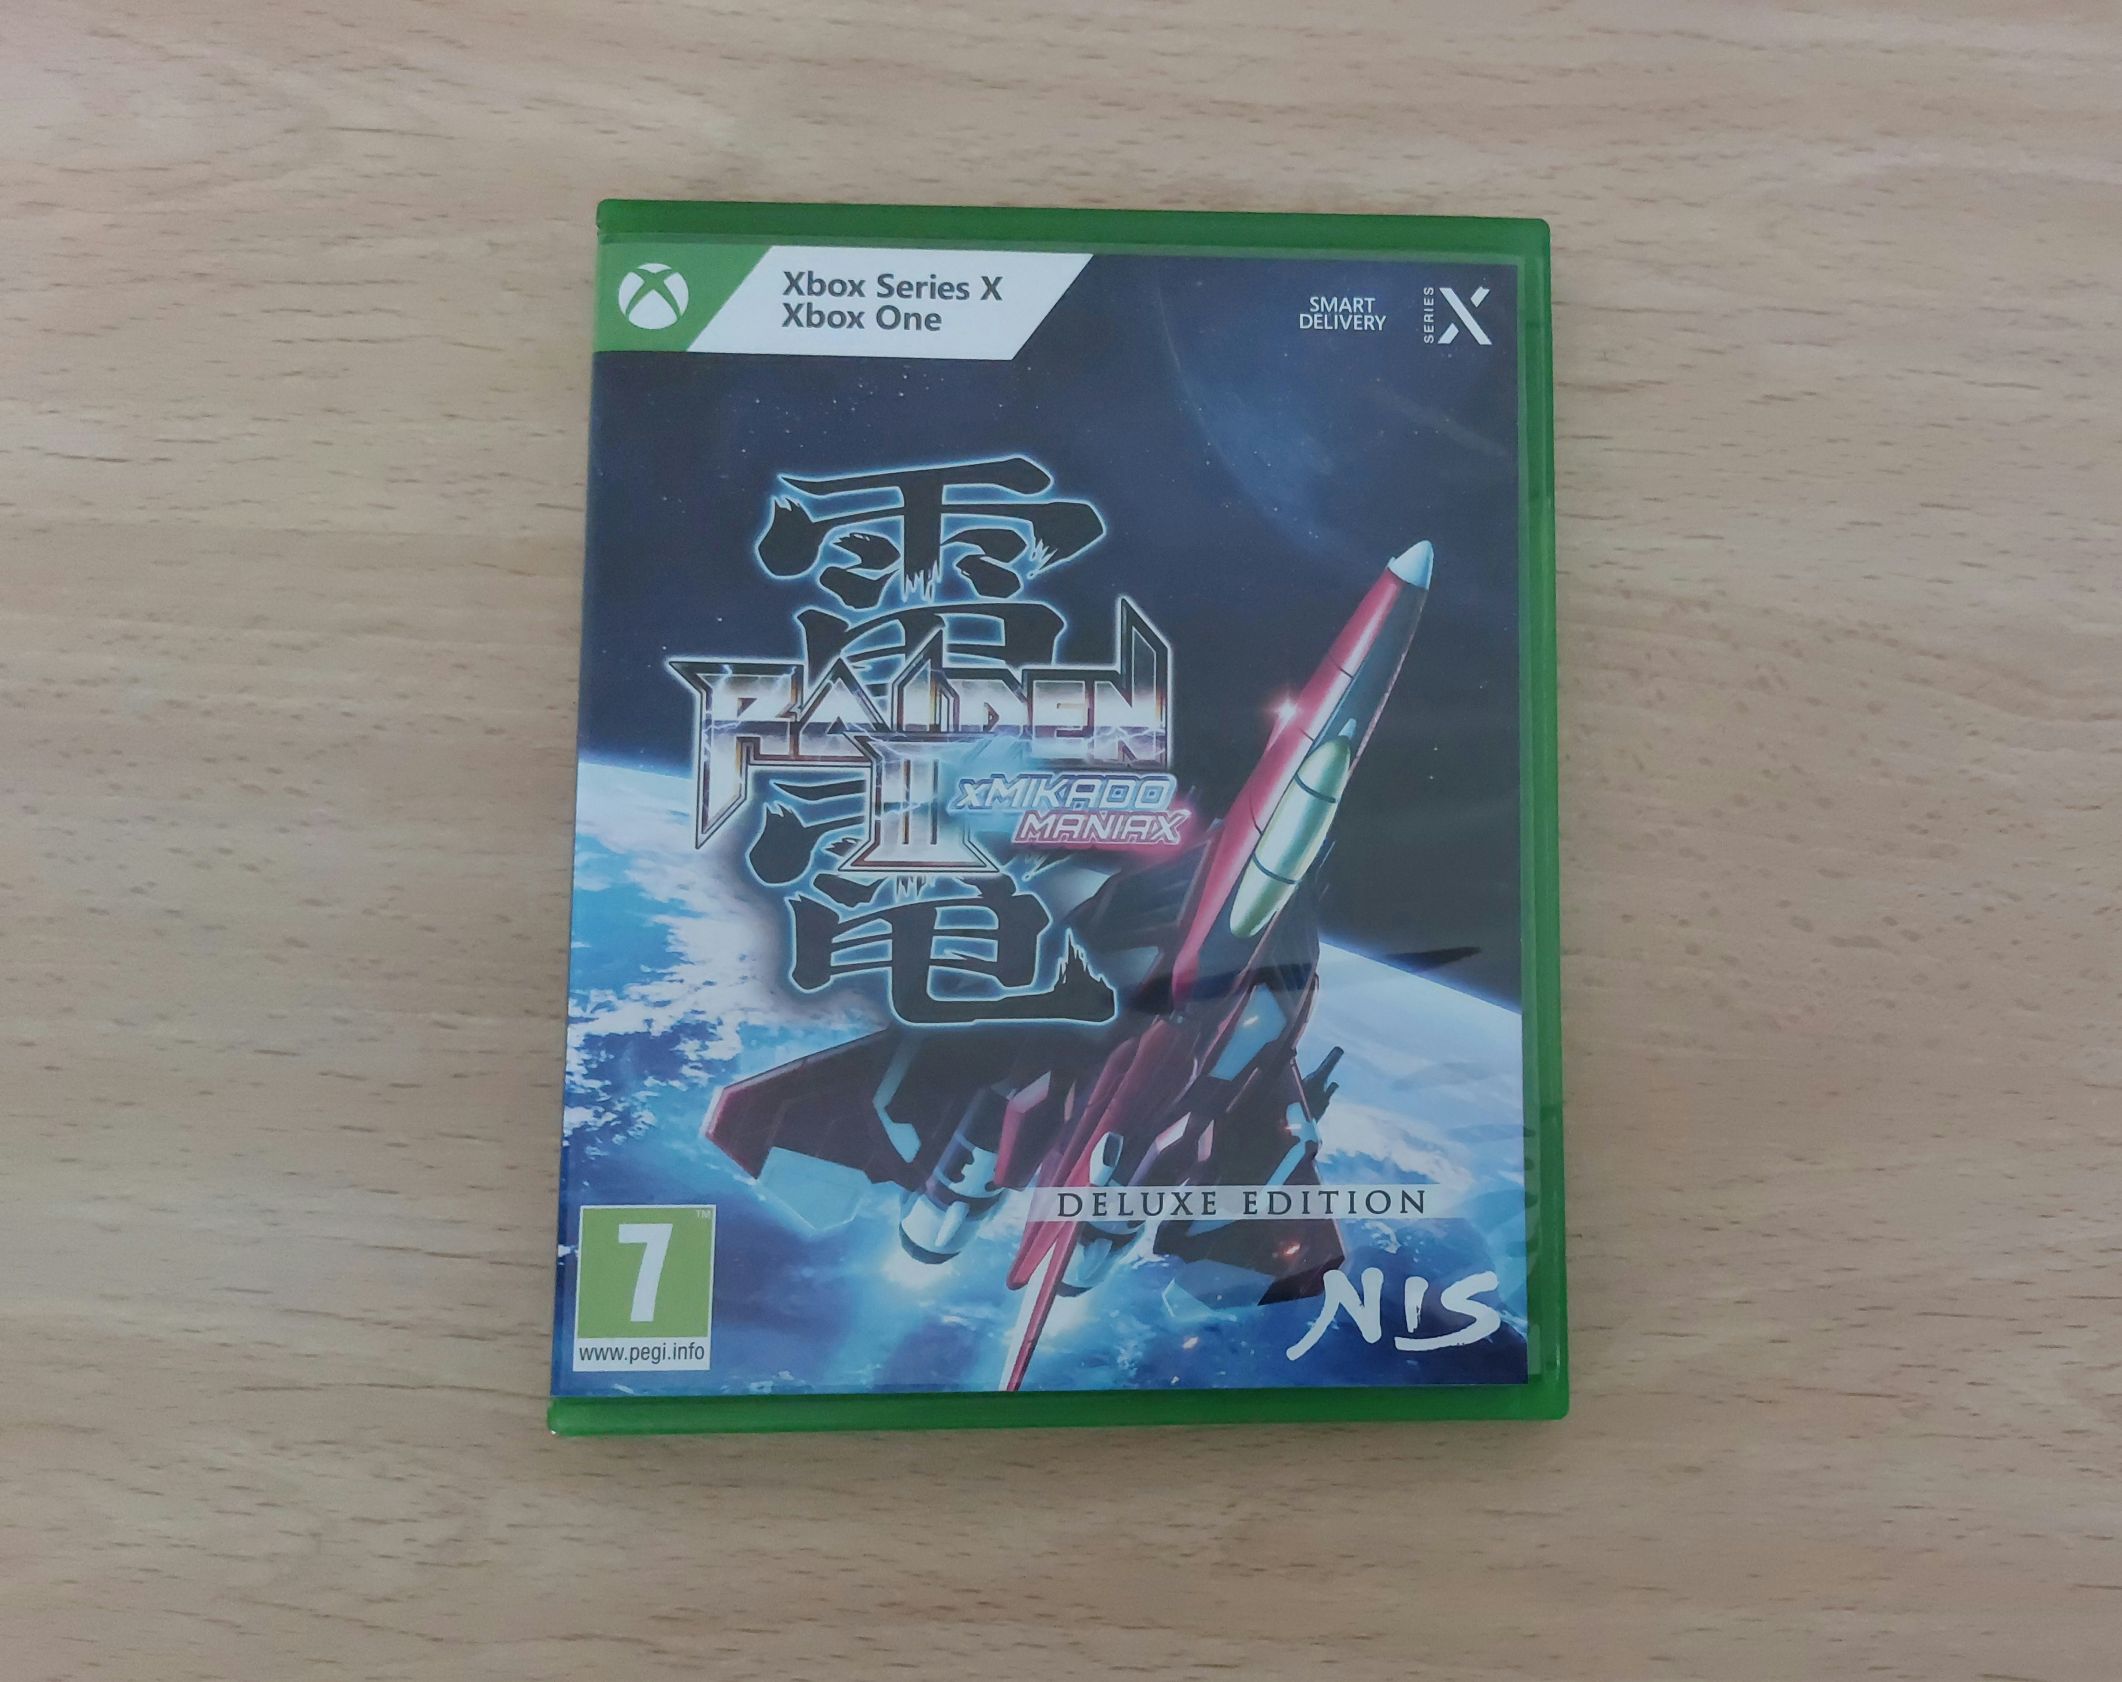 Xbox Series X
Xbox One
SMART
DELIVERY
SERIES X
雷
RAIDEN
III
xMIKADO
MANIAX
電
DELUXE EDITION
7
TM
www.pegi.info
NIS